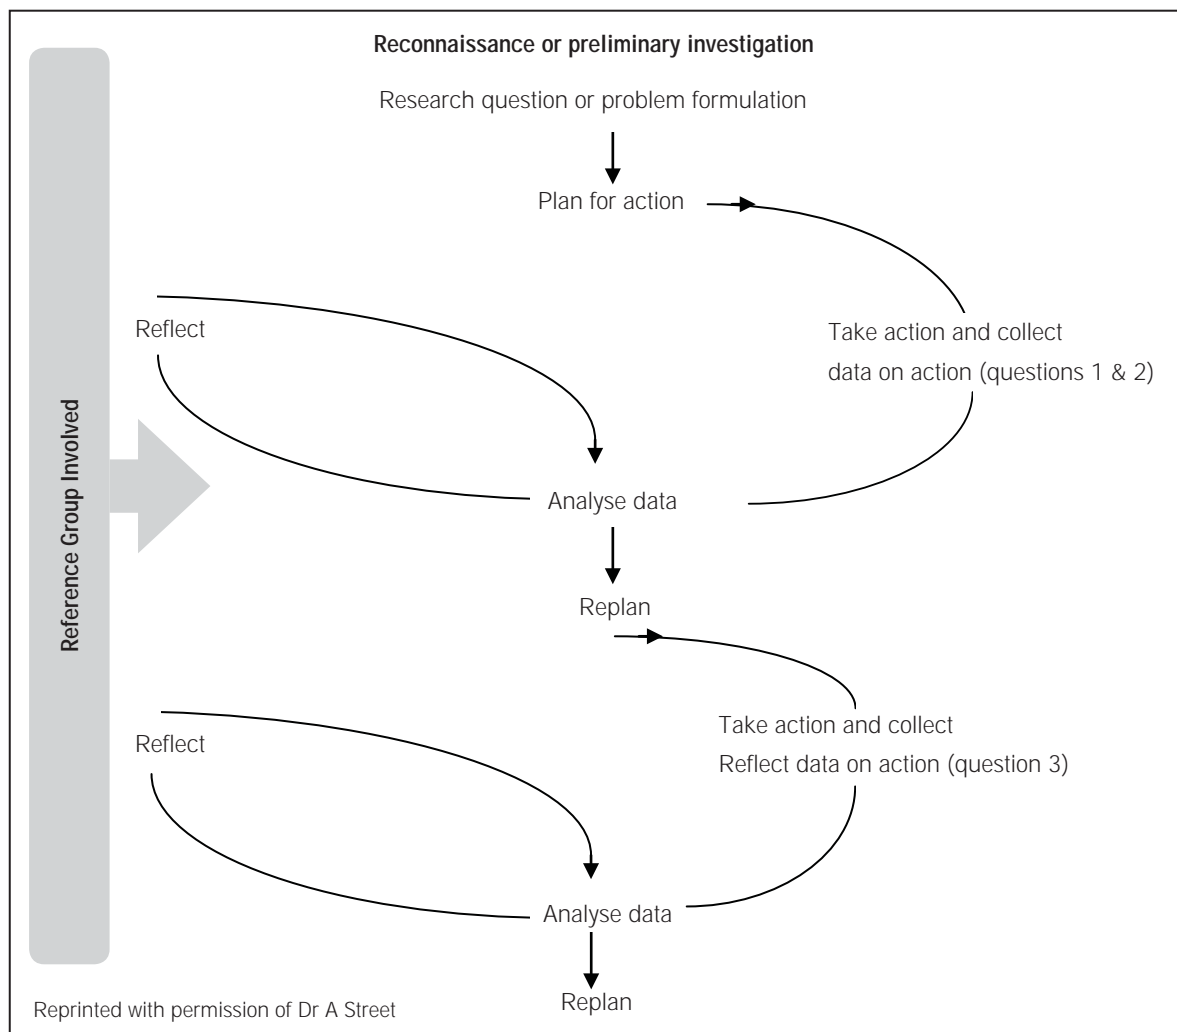 Reconnaissance or preliminary investigation
Research question or problem formulation
Plan for action
Reflect
Take action and collect
data on action (questions 1 & 2)
Reference Group Involved
Analyse data
Replan
Take action and collect
Reflect data on action (question 3)
Reflect
Analyse data
Replan
Reprinted with permission of Dr A Street